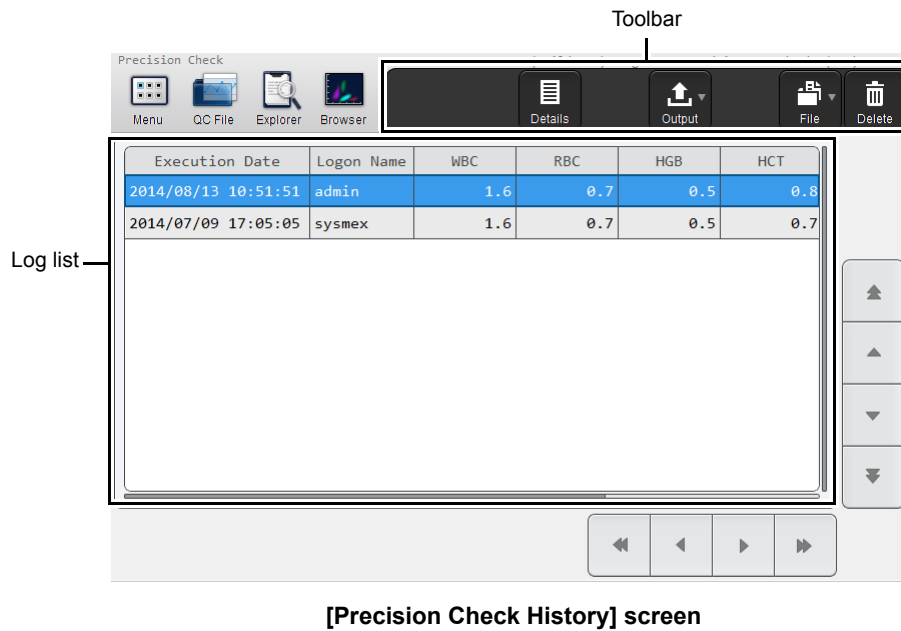 Toolbar
Precision Check
Menu QC File Explorer Browser Details Output File Delete
Execution Date Logon Name WBC RBC HGB HCT
2014/08/13 10:51:51 admin 1.6 0.7 0.5 0.8
2014/07/09 17:05:05 sysmex 1.6 0.7 0.5 0.7
Log list
[Precision Check History] screen